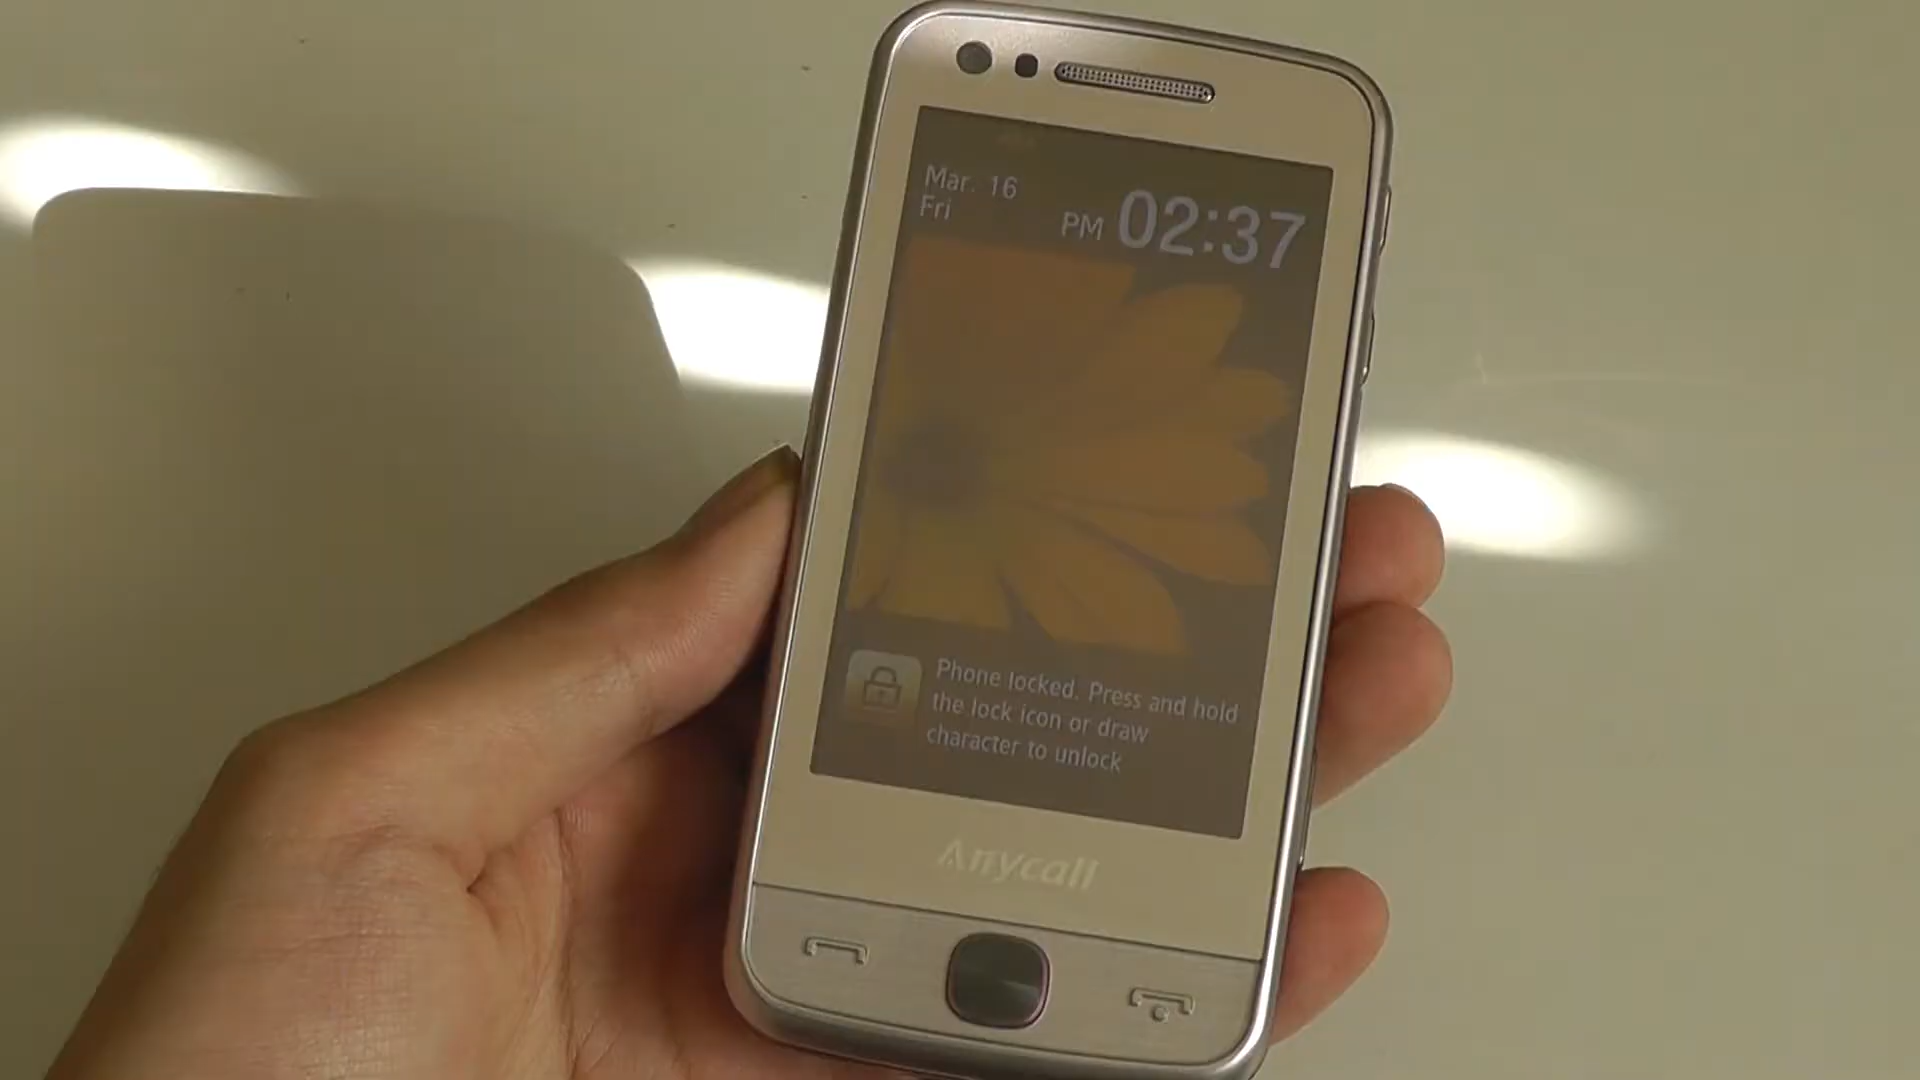 Mar. 16
Fri
PM 02:37
Phone locked. Press and hold
the lock icon or draw
character to unlock
Anycall